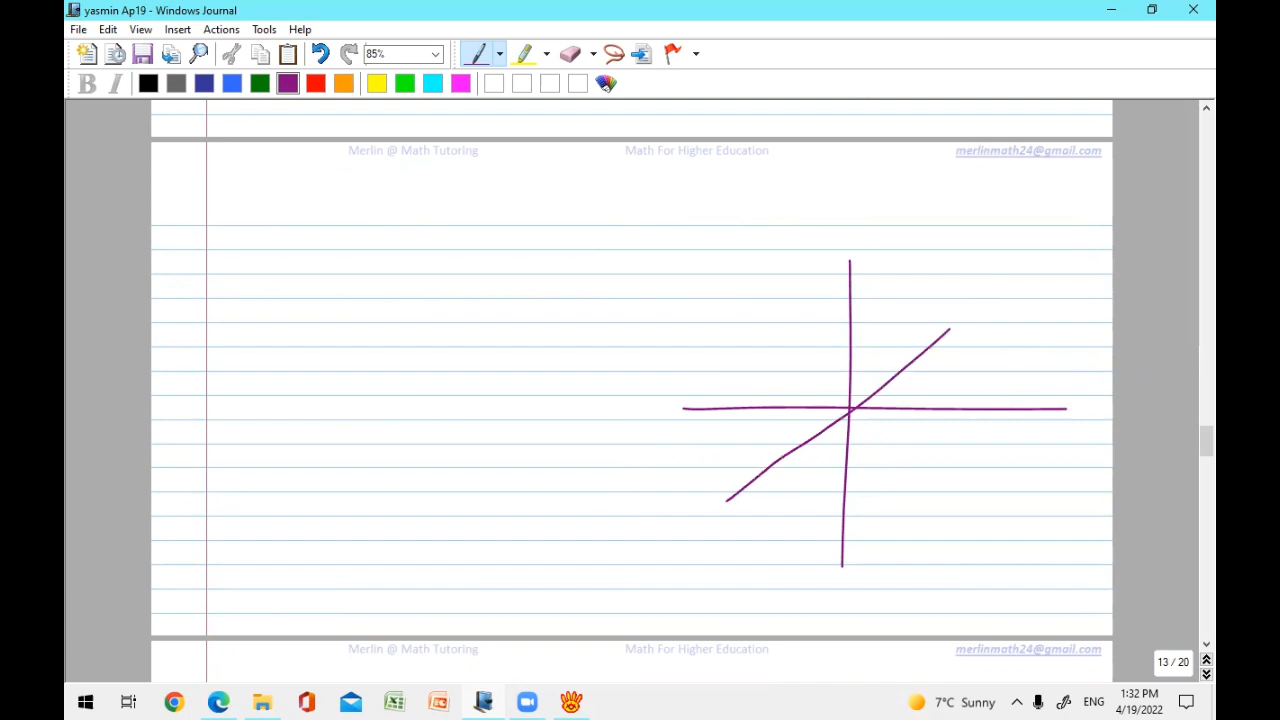 yasmin Ap19 - Windows Journal
File Edit View Insert Actions Tools Help
85%
B I
Merlin @ Math Tutoring Math For Higher Education merlinmath24@gmail.com
Merlin @ Math Tutoring Math For Higher Education merlinmath24@gmail.com
13 / 20
7°C Sunny ENG 1:32 PM
4/19/2022